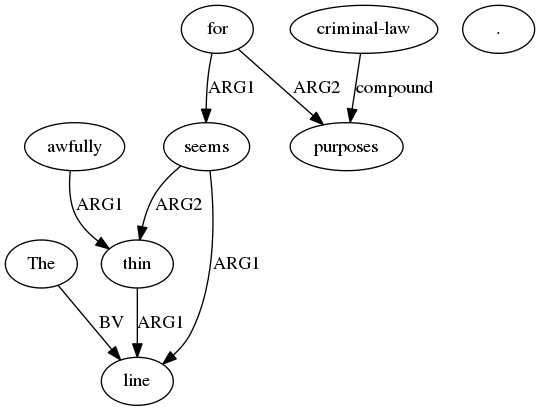 for criminal-law .
ARG1 ARG2 compound
awfully seems purposes
ARG1 ARG2
The thin ARG1
BV ARG1
line